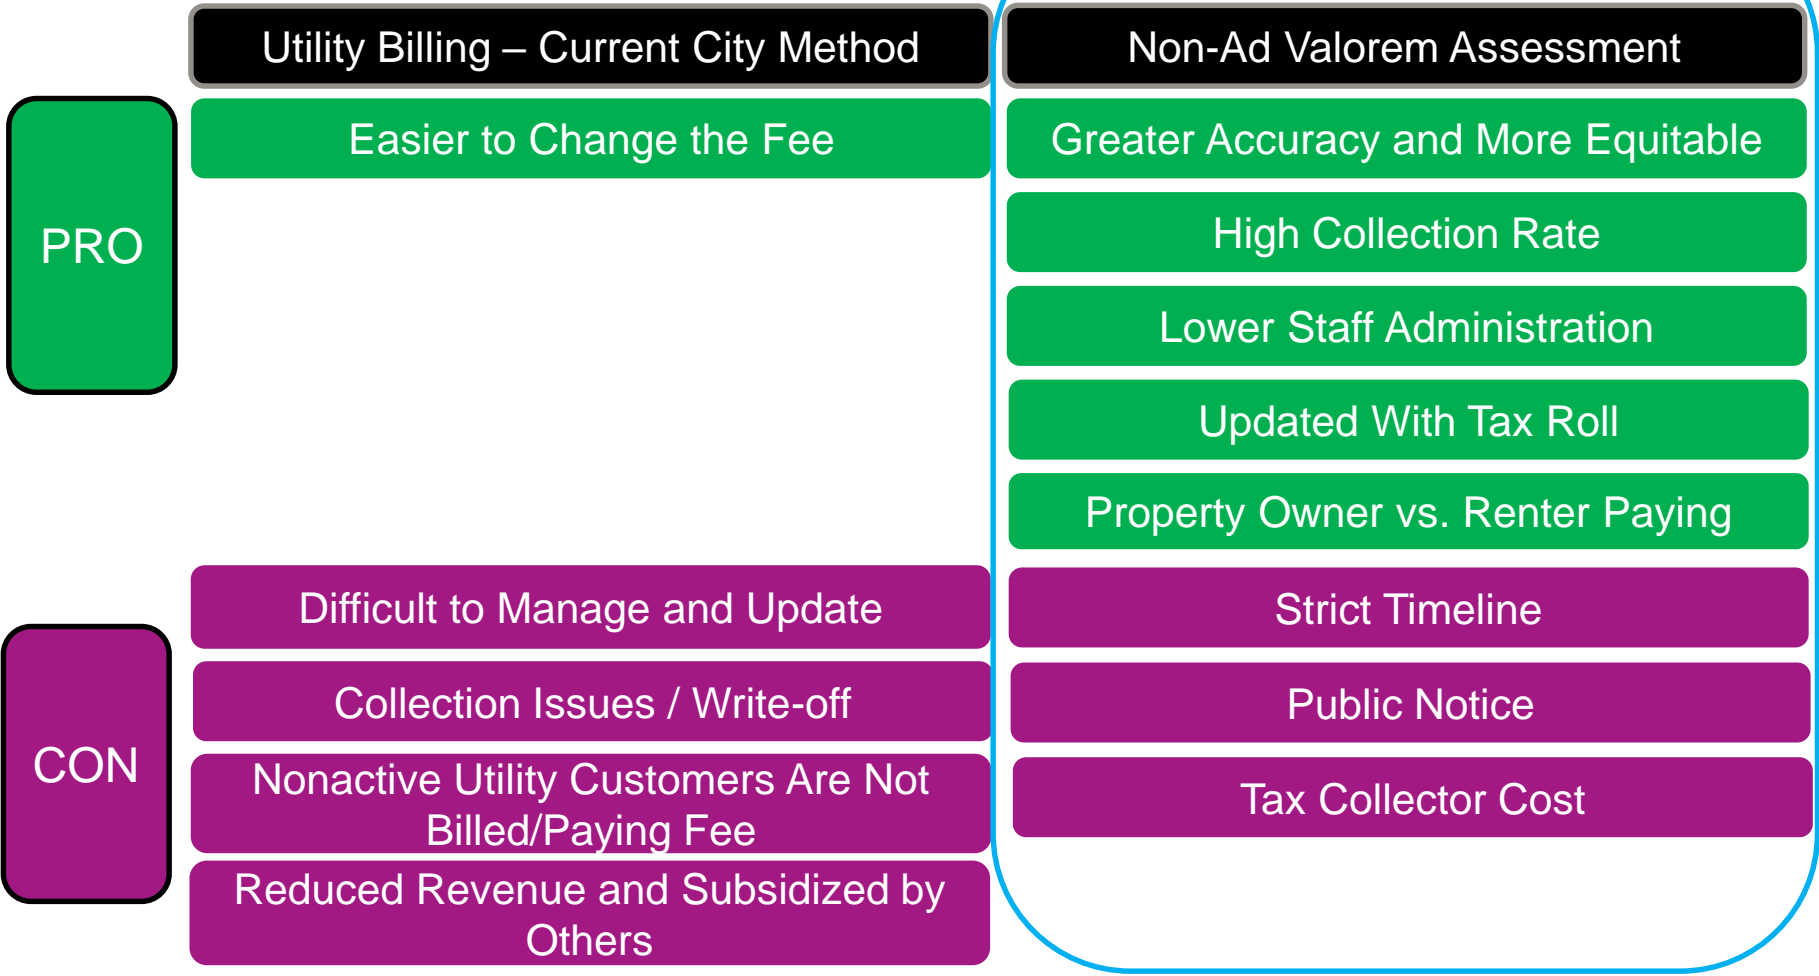 Utility Billing – Current City Method
Non-Ad Valorem Assessment
PRO
Easier to Change the Fee
Greater Accuracy and More Equitable
High Collection Rate
Lower Staff Administration
Updated With Tax Roll
Property Owner vs. Renter Paying
CON
Difficult to Manage and Update
Collection Issues / Write-off
Nonactive Utility Customers Are Not
Billed/Paying Fee
Reduced Revenue and Subsidized by
Others
Strict Timeline
Public Notice
Tax Collector Cost